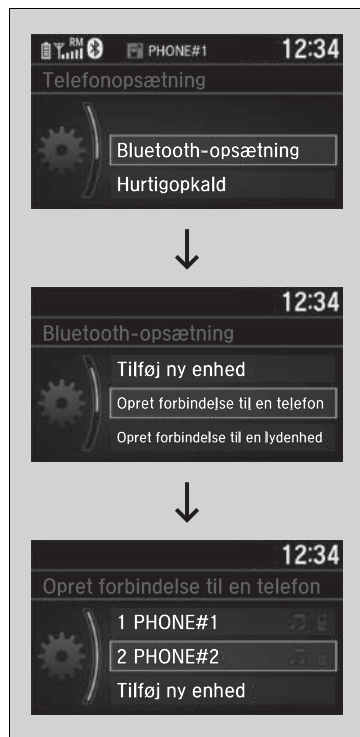 RM PHONE#1 12:34
Telefonopsætning
Bluetooth-opsætning
Hurtigopkald
12:34
Bluetooth-opsætning
Tilføj ny enhed
Opret forbindelse til en telefon
Opret forbindelse til en lydenhed
12:34
Opret forbindelse til en telefon
1 PHONE#1
2 PHONE#2
Tilføj ny enhed